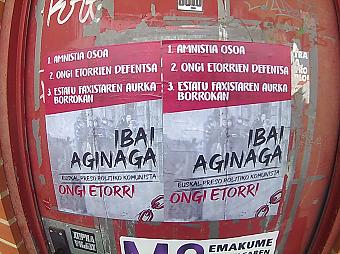 1. AMNISTIA OSOA
2. ONGI ETORRIEN DEFENTSA
3. ESTATU FAXISTAREN AURKA
BORROKAN
IBAI
AGINAGA
EUSKAL PRESO POLITIKO KOMUNISTA
ONGI ETORRI
1. AMNISTIA OSOA
2. ONGI ETORRIEN DEFENTSA
3. ESTATU FAXISTAREN AURKA
BORROKAN
IBAI
AGINAGA
EUSKAL PRESO POLITIKO KOMUNISTA
ONGI ETORRI
EMAKUME